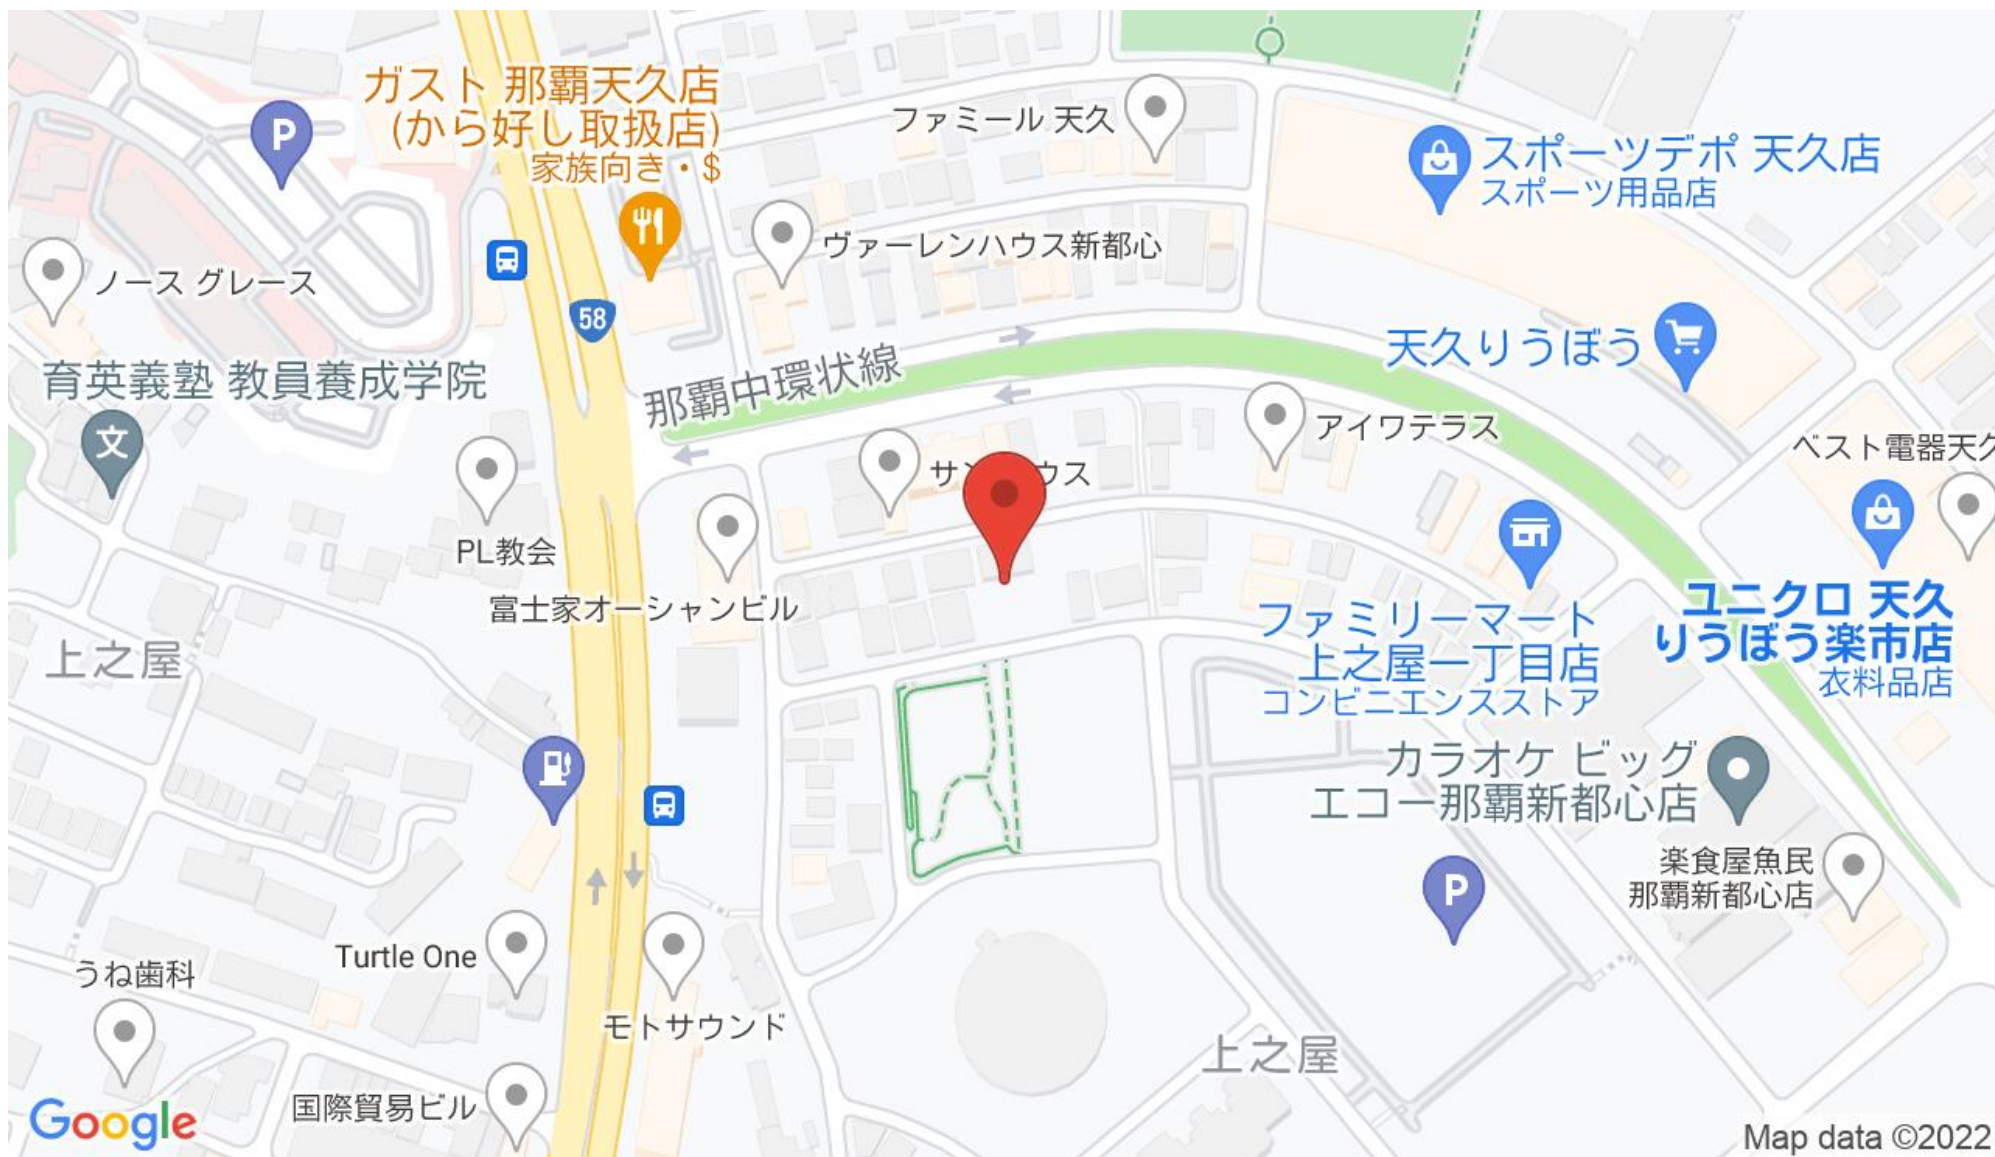 ガスト 那覇天久店
(から好し取扱店)
家族向き・$
P
ファミール 天久
スポーツデポ 天久店
スポーツ用品店
ノース グレース
ヴァーレンハウス新都心
58
天久りうぼう
育英義塾 教員養成学院
文
那覇中環状線
アイワテラス
ベスト電器天久
PL教会
富士家オーシャンビル
ファミリーマート
上之屋一丁目店
コンビニエンスストア
ユニクロ 天久
りうぼう楽市店
衣料品店
上之屋
カラオケ ビッグ
エコー那覇新都心店
楽食屋魚民
那覇新都心店
P
Turtle One
うね歯科
モトサウンド
上之屋
国際貿易ビル
Google
Map data ©2022